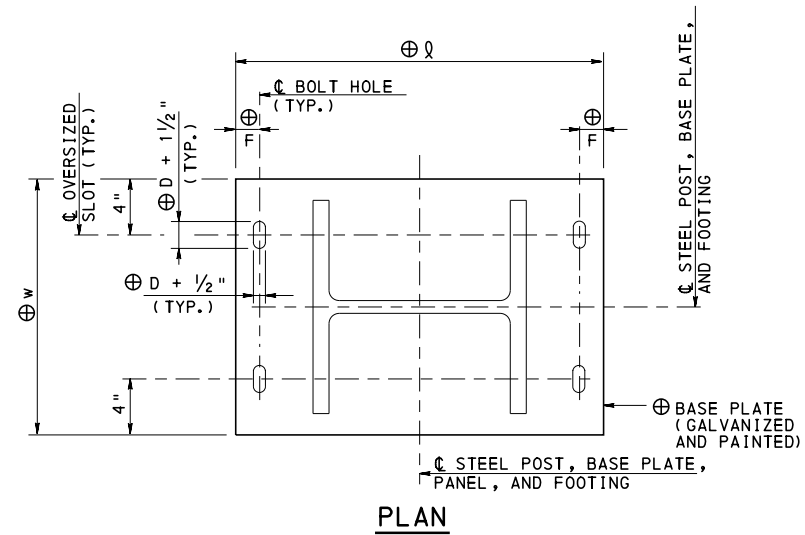 ⊕ ℓ
℄ BOLT HOLE
(TYP.)
⊕
F
⊕
F
℄ OVERSIZED
SLOT (TYP.)
⊕ D + 1½"
(TYP.)
4"
℄ STEEL POST, BASE PLATE,
AND FOOTING
⊕ D + ½"
(TYP.)
⊕ w
4"
⊕ BASE PLATE
(GALVANIZED
AND PAINTED)
℄ STEEL POST, BASE PLATE,
PANEL, AND FOOTING
PLAN